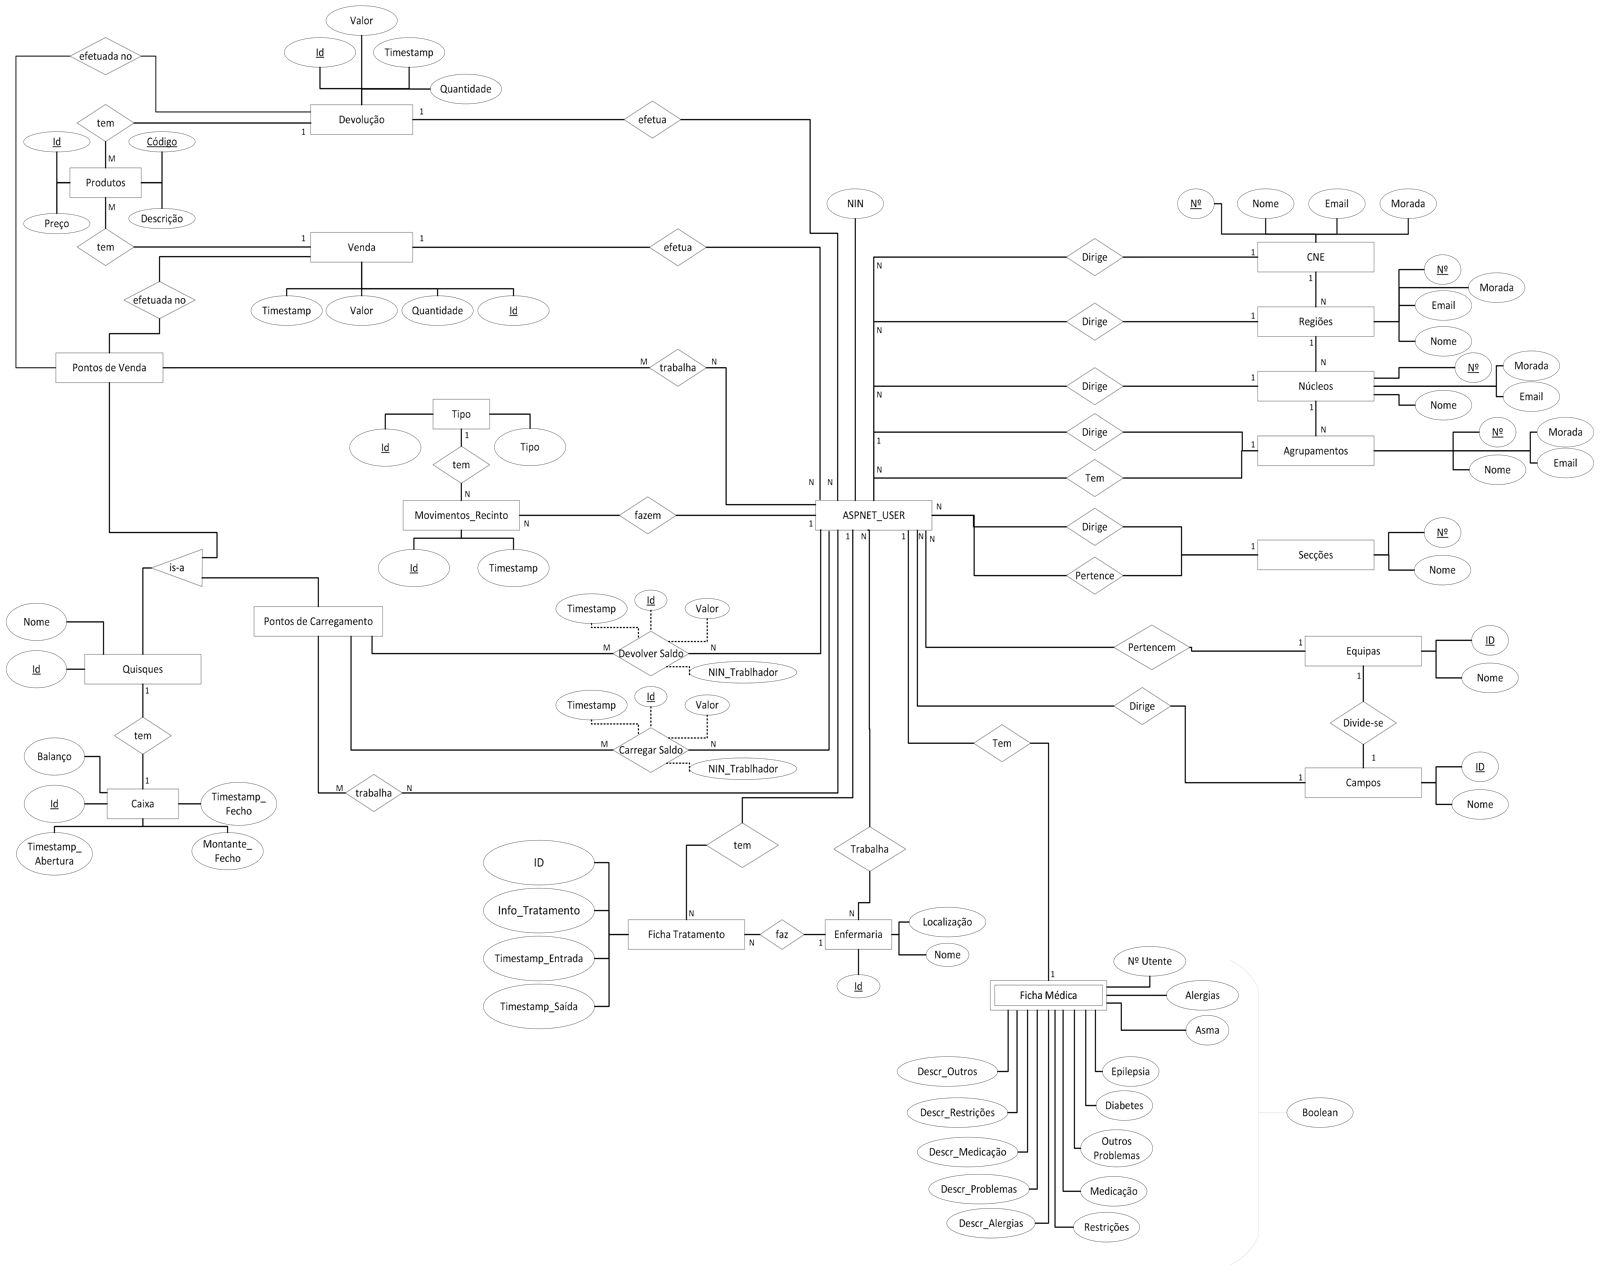 Valor
Id
Timestamp
efetuada no
Quantidade
1
Devolução
efetua
tem
1
Id
Código
M
Produtos
NIN
Nº
Nome
Email
Morada
M
Preço
Descrição
1
1
tem
Venda
efetua
Dirige
1
CNE
N
Nº
1
Morada
efetuada no
N
Timestamp
Valor
Quantidade
Id
Email
Dirige
1
Regiões
N
Nome
1
M
N
N
Pontos de Venda
trabalha
Nº
Morada
Dirige
1
Núcleos
N
Email
Nome
1
Tipo
N
Dirige
1
Nº
Morada
1
Id
Tipo
1
Agrupamentos
tem
Email
N
Tem
Nome
N
N
N
N
Movimentos_Recinto
N
fazem
1
ASPNET_USER
Dirige
Nº
1
N
1
N
N
1
Secções
Id
Timestamp
is-a
Pertence
Nome
Timestamp
Id
Valor
Nome
Pontos de Carregamento
M
Devolver Saldo
N
Pertencem
1
Equipas
ID
Id
Quisques
NIN_Trablhador
1
Nome
1
Timestamp
Id
Valor
Dirige
Divide-se
tem
M
Carregar Saldo
N
Tem
Balanço
NIN_Trablhador
1
ID
1
1
Campos
M
trabalha
N
Id
Caixa
Timestamp_
Fecho
Nome
Timestamp_
Abertura
Montante_
Fecho
tem
Trabalha
ID
Info_Tratamento
N
N
Localização
Ficha Tratamento
N
faz
1
Enfermaria
Timestamp_Entrada
Nome
Nº Utente
1
Id
Ficha Médica
Alergias
Timestamp_Saída
Asma
Descr_Outros
Epilepsia
Descr_Restrições
Diabetes
Boolean
Descr_Medicação
Outros
Problemas
Descr_Problemas
Medicação
Descr_Alergias
Restrições